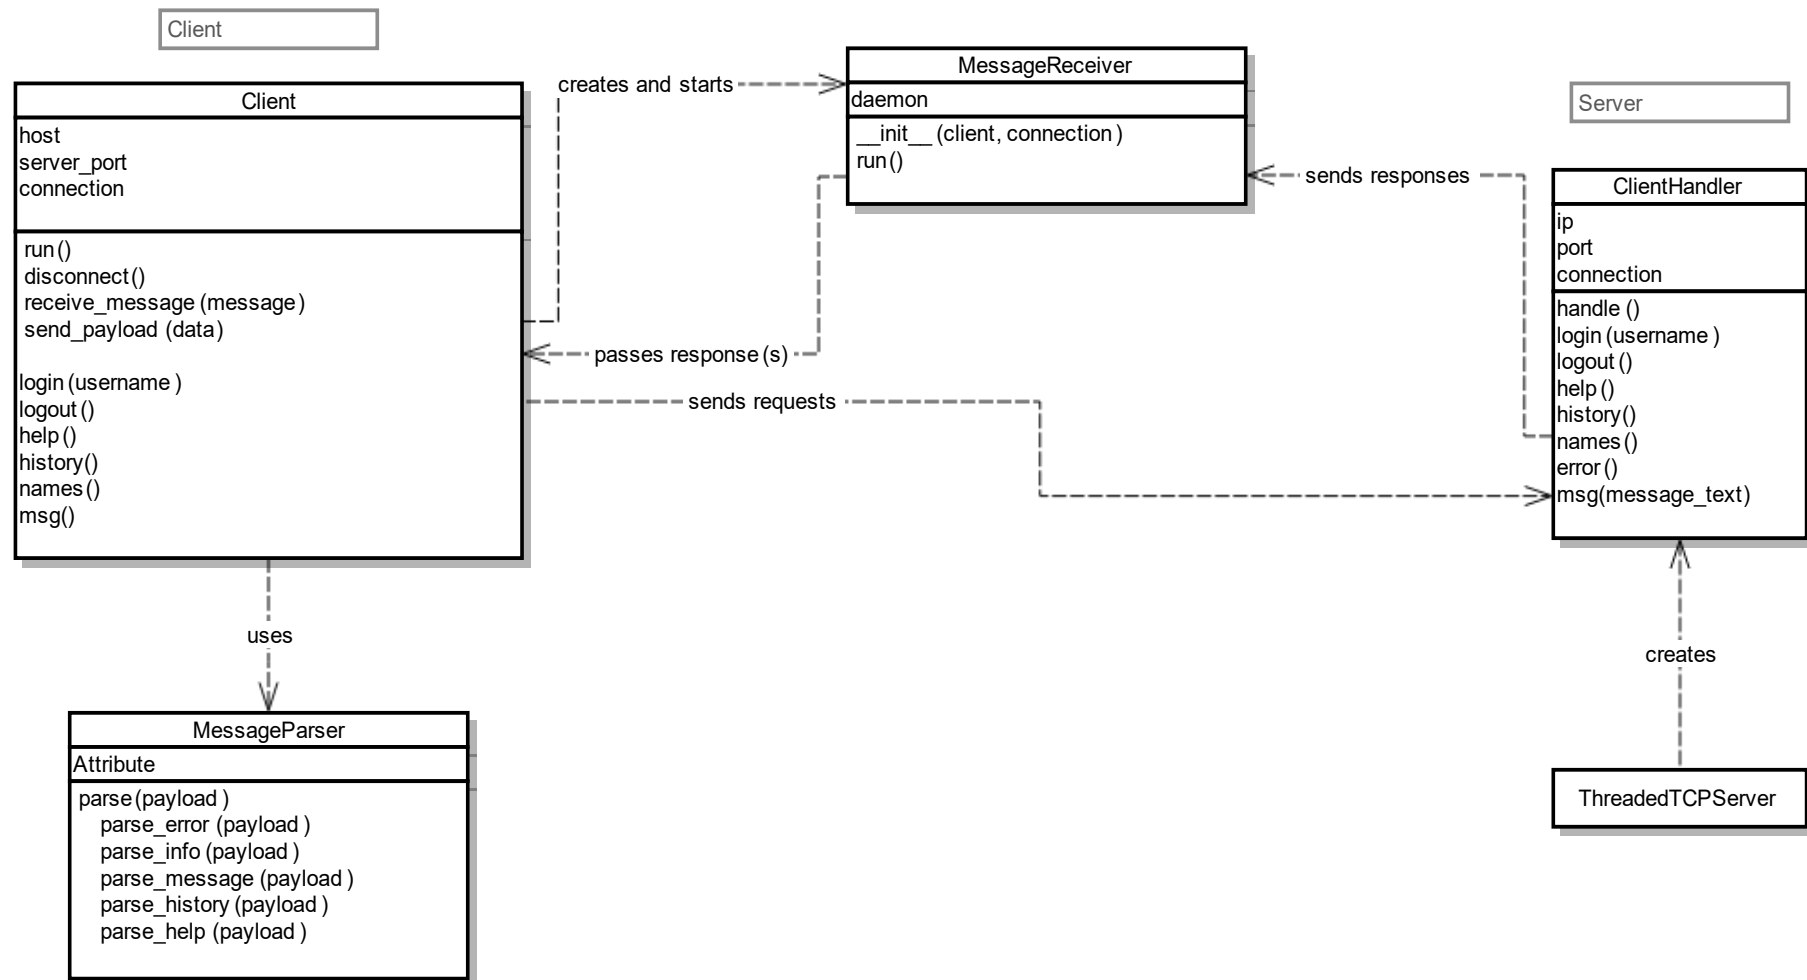 Client
Client
host
server_port
connection
run()
disconnect()
receive_message (message)
send_payload (data)
login (username )
logout ()
help ()
history()
names ()
msg()
creates and starts
MessageReceiver
daemon
__init__ (client, connection )
run()
passes response (s)
sends requests
sends responses
Server
ClientHandler
ip
port
connection
handle ()
login (username )
logout ()
help ()
history()
names ()
error ()
msg(message_text)
uses
MessageParser
Attribute
parse (payload )
parse_error (payload )
parse_info (payload )
parse_message (payload )
parse_history (payload )
parse_help (payload )
creates
ThreadedTCPServer